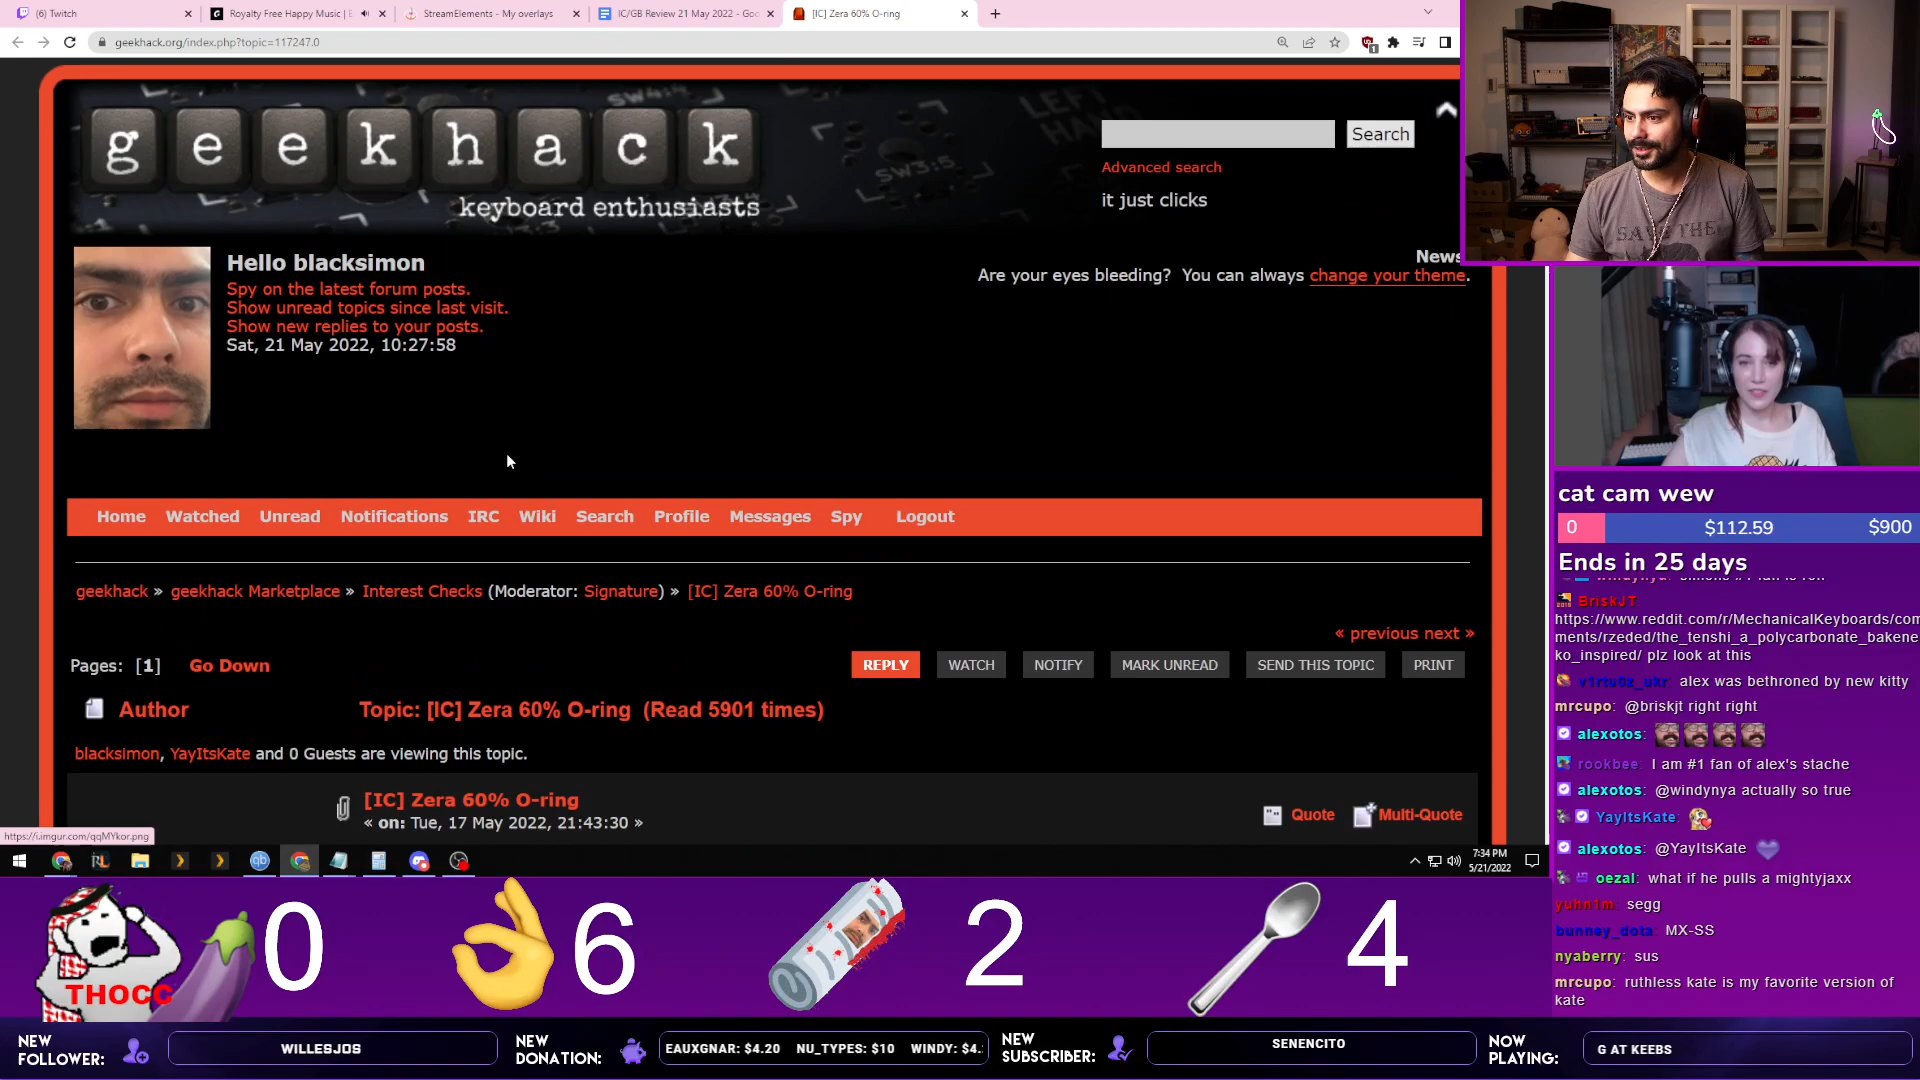 (6) Twitch
Royalty Free Happy Music | E
StreamElements - My overlays
IC/GB Review 21 May 2022 - Goo
[IC] Zera 60% O-ring
geekhack.org/index.php?topic=117247.0
geekhack
keyboard enthusiasts
Search
Advanced search
it just clicks
Hello blacksimon
Spy on the latest forum posts.
Show unread topics since last visit.
Show new replies to your posts.
Sat, 21 May 2022, 10:27:58
News
Are your eyes bleeding? You can always change your theme.
Home Watched Unread Notifications IRC Wiki Search Profile Messages Spy Logout
geekhack » geekhack Marketplace » Interest Checks (Moderator: Signature) » [IC] Zera 60% O-ring
« previous next »
Pages: [1] Go Down
REPLY WATCH NOTIFY MARK UNREAD SEND THIS TOPIC PRINT
Author Topic: [IC] Zera 60% O-ring (Read 5901 times)
blacksimon, YayItsKate and 0 Guests are viewing this topic.
[IC] Zera 60% O-ring
« on: Tue, 17 May 2022, 21:43:30 »
Quote Multi-Quote
https://i.imgur.com/qqMYkor.png
7:34 PM
5/21/2022
SAVE THE
cat cam wew
0 $112.59 $900
Ends in 25 days
BriskJT:
https://www.reddit.com/r/MechanicalKeyboards/com
ments/rzeded/the_tenshi_a_polycarbonate_bakene
ko_inspired/ plz look at this
v1rtu0z_ukr: alex was bethroned by new kitty
mrcupo: @briskjt right right
alexotos:
rookbee: I am #1 fan of alex's stache
alexotos: @windynya actually so true
YayItsKate:
alexotos: @YayItsKate
oezal: what if he pulls a mightyjaxx
yuhn1m: segg
bunney_dota: MX-SS
nyaberry: sus
mrcupo: ruthless kate is my favorite version of
kate
THOCC
0 6 2 4
NEW
FOLLOWER:
WILLESJOS
NEW
DONATION:
EAUXGNAR: $4.20 NU_TYPES: $10 WINDY: $4.
NEW
SUBSCRIBER:
SENENCITO
NOW
PLAYING:
G AT KEEBS